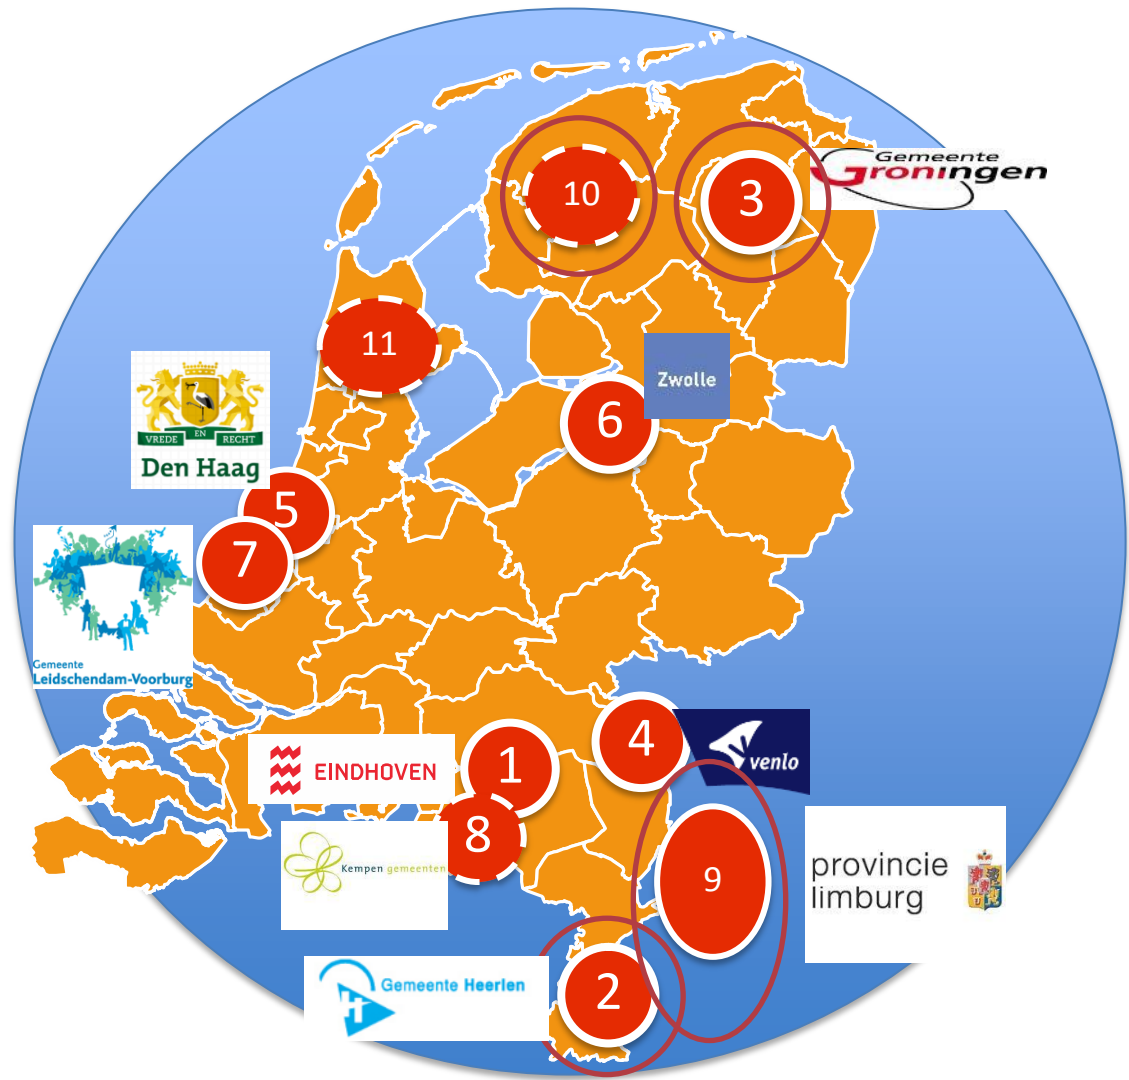 10
3
Gemeente
Groningen
11
Zwolle
6
VREDE EN RECHT
Den Haag
5
7
Gemeente
Leidschendam-Voorburg
4
venlo
1
EINDHOVEN
8
Kempen gemeenten
9
provincie
limburg
2
Gemeente Heerlen
H